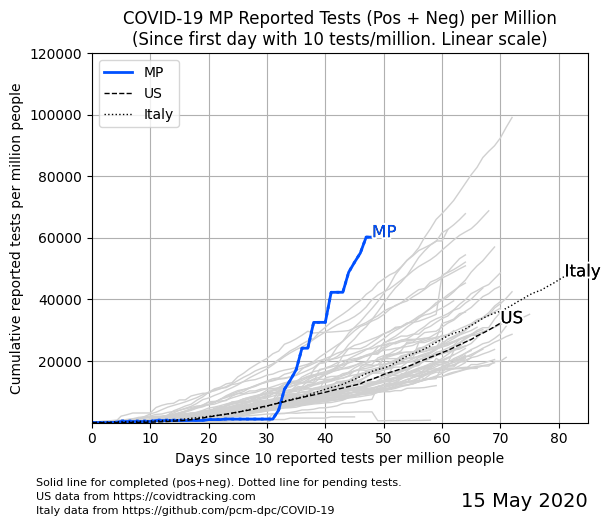 COVID-19 MP Reported Tests (Pos + Neg) per Million
(Since first day with 10 tests/million. Linear scale)
Cumulative reported tests per million people
120000
100000
80000
60000
40000
20000
MP
US
Italy
MP
Italy
US
0 10 20 30 40 50 60 70 80
Days since 10 reported tests per million people
Solid line for completed (pos+neg). Dotted line for pending tests.
US data from https://covidtracking.com
Italy data from https://github.com/pcm-dpc/COVID-19
15 May 2020